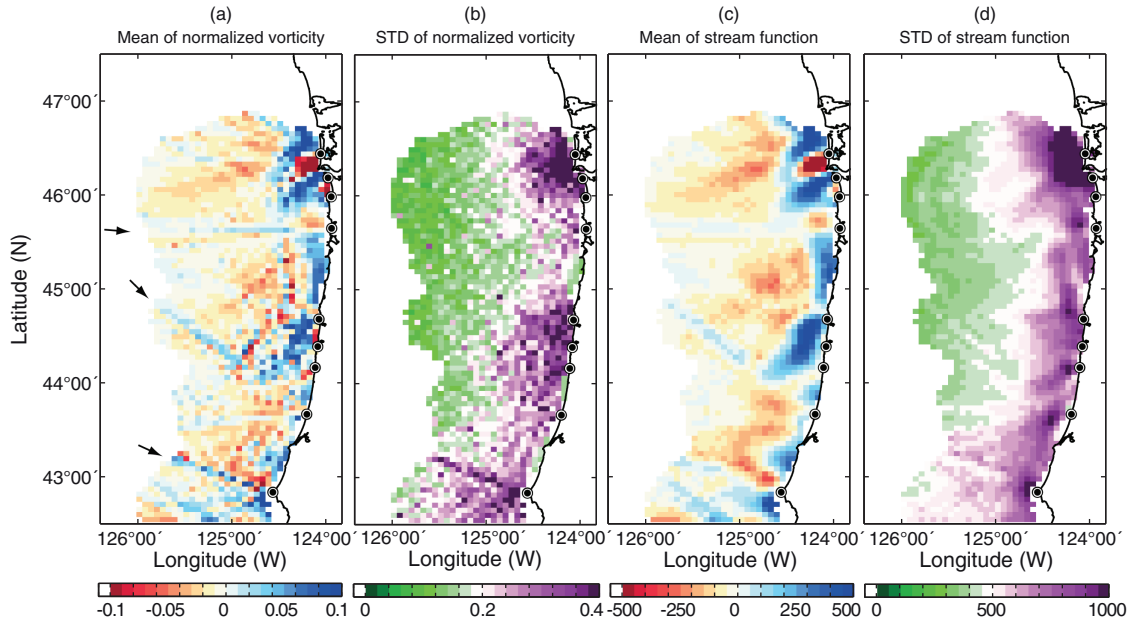 (a) (b) (c) (d)
Mean of normalized vorticity STD of normalized vorticity Mean of stream function STD of stream function
47°00´
46°00´
45°00´
44°00´
43°00´
Latitude (N)
126°00´ 125°00´ 124°00´ 126°00´ 125°00´ 124°00´ 126°00´ 125°00´ 124°00´ 126°00´ 125°00´ 124°00´
Longitude (W) Longitude (W) Longitude (W) Longitude (W)
-0.1 -0.05 0 0.05 0.1 0 0.2 0.4 -500 -250 0 250 500 0 500 1000